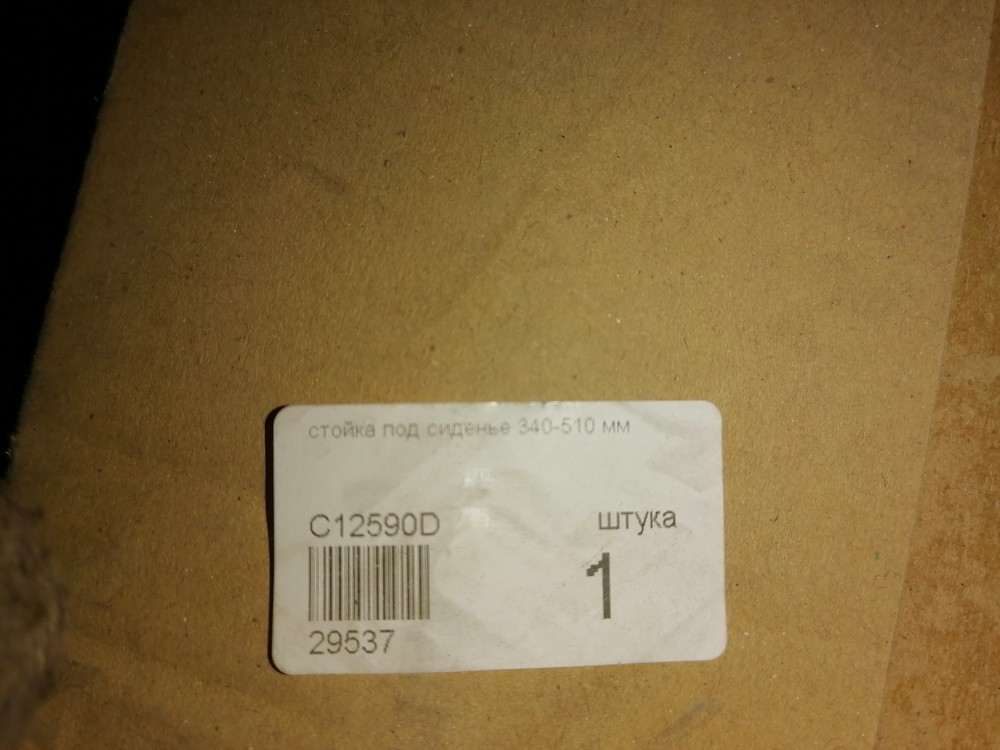 стойка под сиденье 340-510 мм
C12590D
штука
1
29537